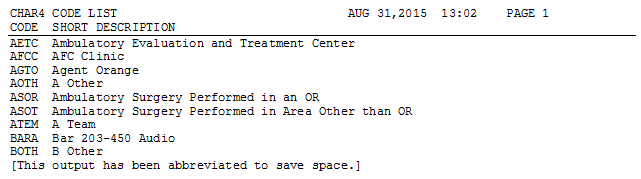 CHAR4 CODE LIST AUG 31,2015 13:02 PAGE 1
CODE SHORT DESCRIPTION
AETC Ambulatory Evaluation and Treatment Center
AFCC AFC Clinic
AGTO Agent Orange
AOTH A Other
ASOR Ambulatory Surgery Performed in an OR
ASOT Ambulatory Surgery Performed in Area Other than OR
ATEM A Team
BARA Bar 203-450 Audio
BOTH B Other
[This output has been abbreviated to save space.]